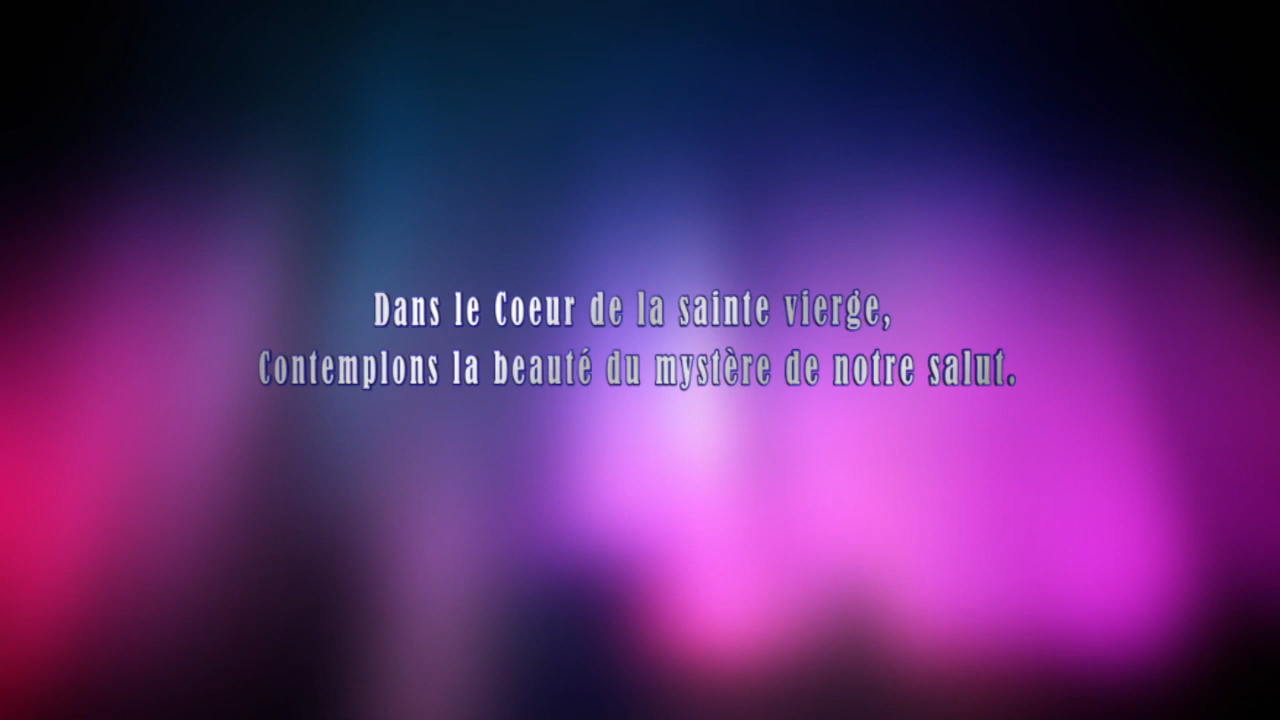 Dans le Coeur de la sainte vierge,
Contemplons la beauté du mystère de notre salut.